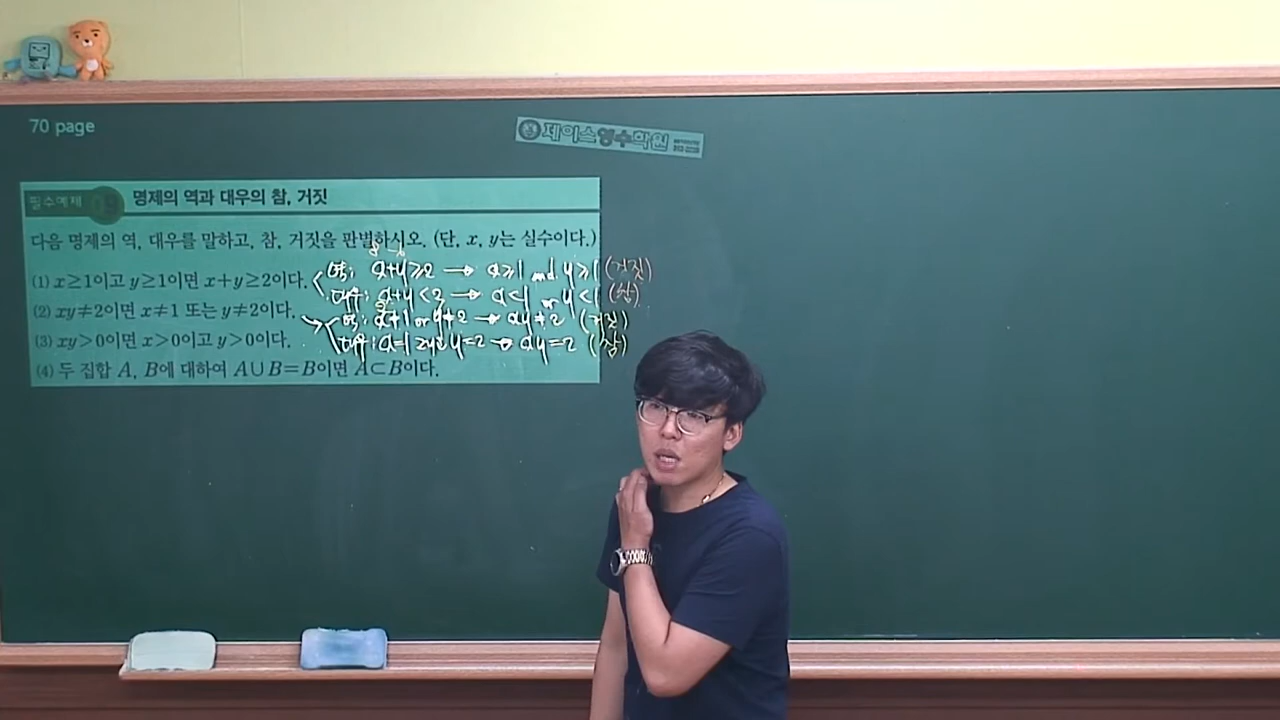 70 page
제이스영수학원
필수예제 09 명제의 역과 대우의 참, 거짓
다음 명제의 역, 대우를 말하고, 참, 거짓을 판별하시오. (단, x, y는 실수이다.)
(1) x≥1이고 y≥1이면 x+y≥2이다.
역: x+y≥2 → x≥1 and y≥1 (거짓)
대우: x+y<2 → x<1 or y<1 (참)
(2) xy≠2이면 x≠1 또는 y≠2이다.
역: x≠1 or y≠2 → xy≠2 (거짓)
대우: x=1 and y=2 → xy=2 (참)
(3) xy>0이면 x>0이고 y>0이다.
(4) 두 집합 A, B에 대하여 A∪B=B이면 A⊂B이다.